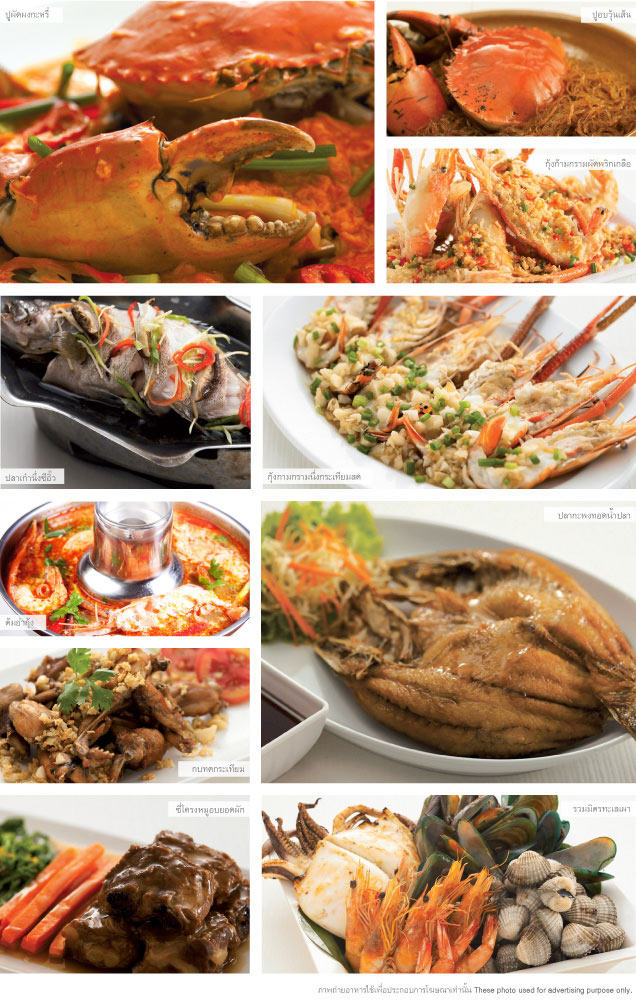 ปูผัดผงกะหรี่
ปูอบวุ้นเส้น
กุ้งก้ามกรามผัดพริกเกลือ
ปลาเก๋านึ่งซีอิ๊ว
กุ้งก้ามกรามนึ่งกระเทียมสด
ต้มยำกุ้ง
ปลากะพงทอดน้ำปลา
กบทอดกระเทียม
ซี่โครงหมูอบยอดผัก
รวมมิตรทะเลเผา
ภาพถ่ายอาหารใช้เพื่อประกอบการโฆษณาเท่านั้น These photo used for advertising purpose only.